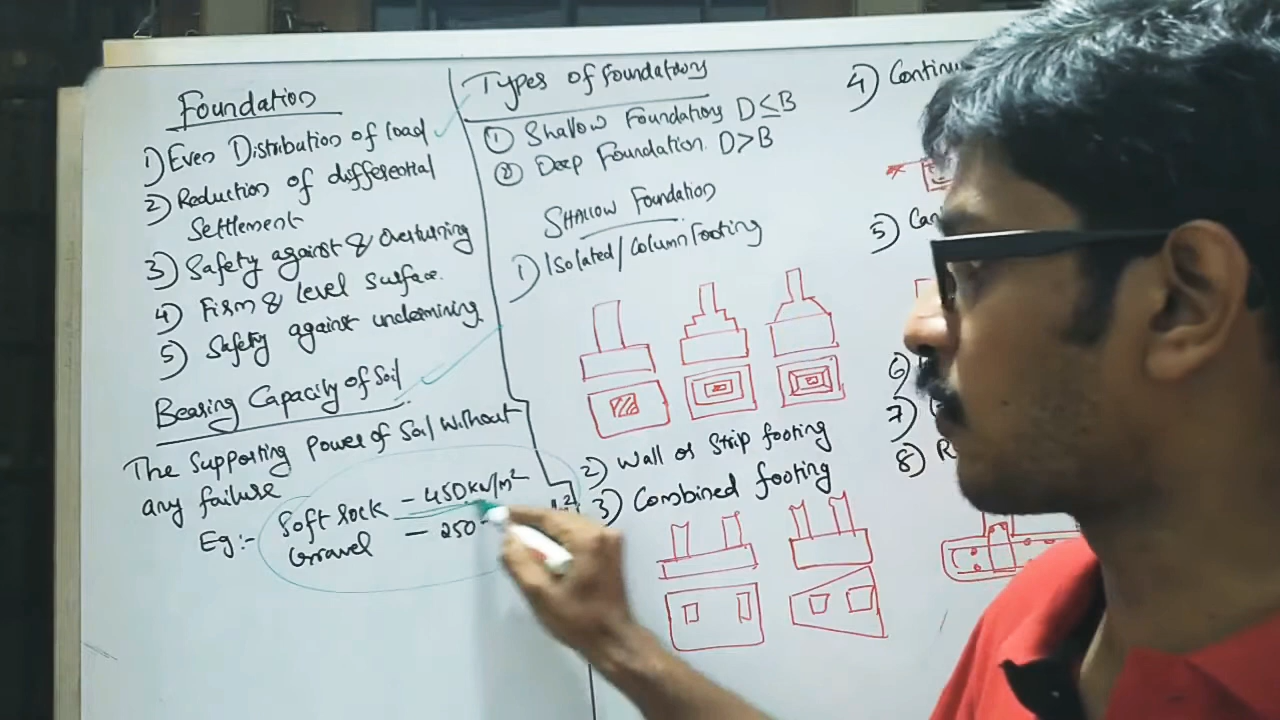 Foundation
1) Even Distribution of load
2) Reduction of differential
Settlement
3) Safety against & Overturning
4) Firm & level surface.
5) Safety against undermining
Bearing Capacity of Soil
The Supporting Power of Soil Without
any failure
Eg:- Soft rock - 450kN/m²
Gravel - 250
Types of Foundations
① Shallow Foundations D≤B
② Deep Foundation. D>B
SHALLOW Foundation
1) Isolated/Column Footing
2) Wall or Strip footing
3) Combined footing
4) Continu
5) Can
6)
7)
8) R